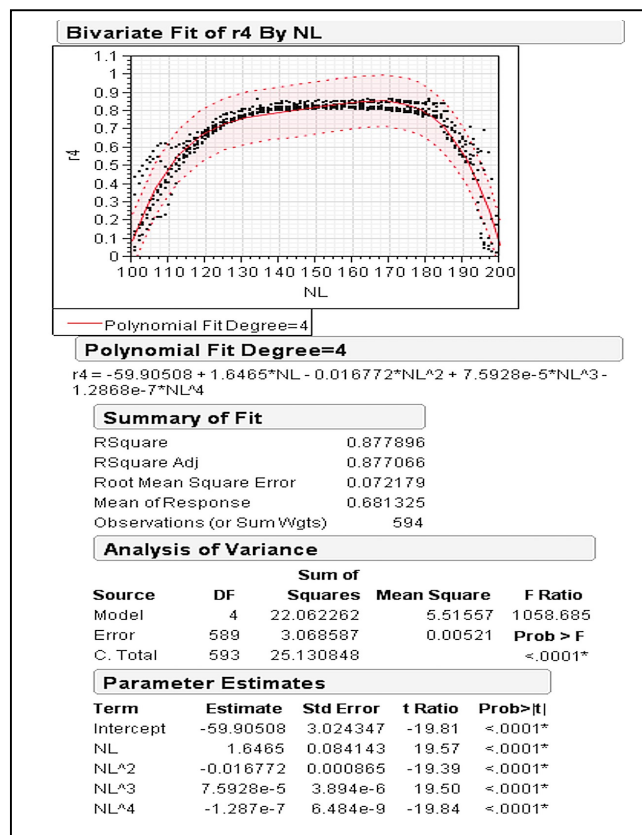 Bivariate Fit of r4 By NL
1.1
1
0.9
0.8
0.7
0.6
0.5
0.4
0.3
0.2
0.1
0
r4
100 110 120 130 140 150 160 170 180 190 200
NL
Polynomial Fit Degree=4
Polynomial Fit Degree=4
r4 = -59.90508 + 1.6465*NL - 0.016772*NL^2 + 7.5928e-5*NL^3 -
1.2868e-7*NL^4
Summary of Fit
RSquare 0.877896
RSquare Adj 0.877066
Root Mean Square Error 0.072179
Mean of Response 0.681325
Observations (or Sum Wgts) 594
Analysis of Variance
Sum of
Source DF Squares Mean Square F Ratio
Model 4 22.062262 5.51557 1058.685
Error 589 3.068587 0.00521 Prob > F
C. Total 593 25.130848 <.0001*
Parameter Estimates
Term Estimate Std Error t Ratio Prob>|t|
Intercept -59.90508 3.024347 -19.81 <.0001*
NL 1.6465 0.084143 19.57 <.0001*
NL^2 -0.016772 0.000865 -19.39 <.0001*
NL^3 7.5928e-5 3.894e-6 19.50 <.0001*
NL^4 -1.287e-7 6.484e-9 -19.84 <.0001*